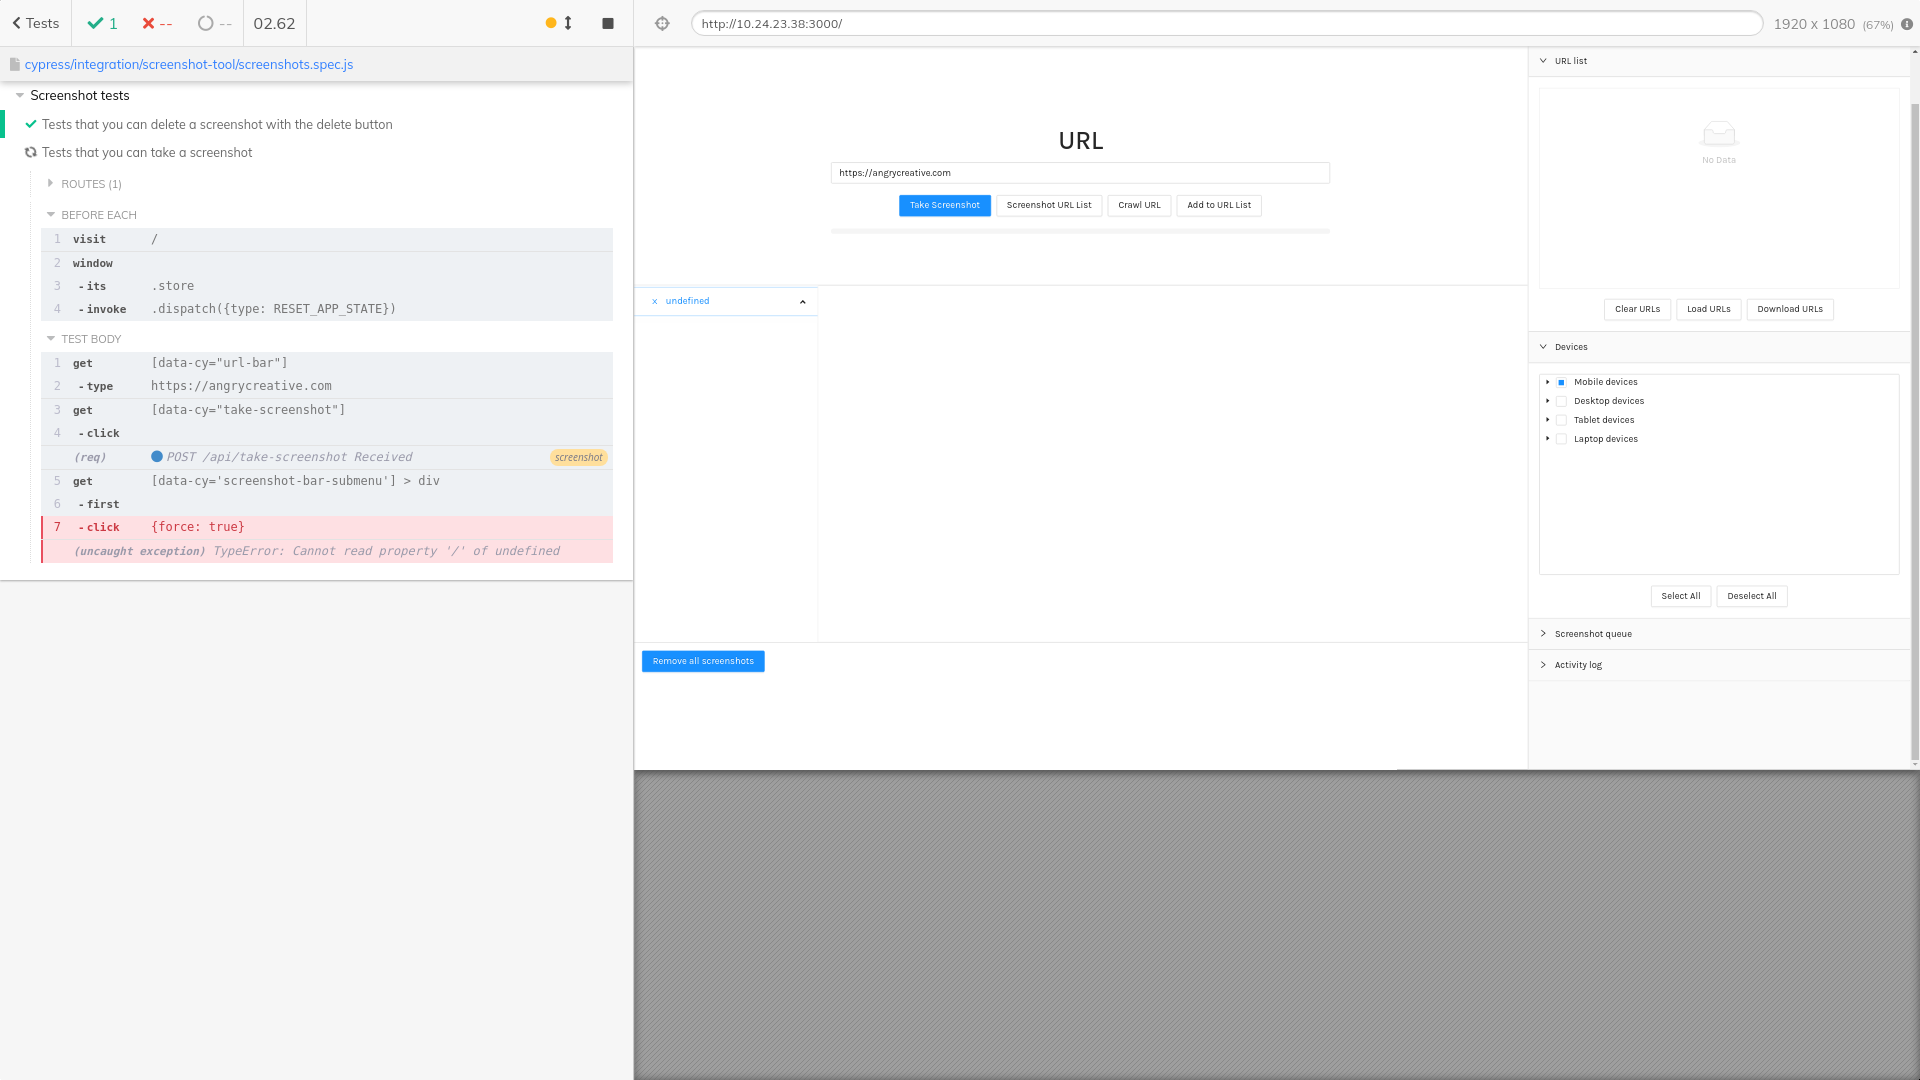 Tests
1
--
--
02.62
cypress/integration/screenshot-tool/screenshots.spec.js
Screenshot tests
Tests that you can delete a screenshot with the delete button
Tests that you can take a screenshot
ROUTES (1)
BEFORE EACH
1 visit /
2 window
3 -its .store
4 -invoke .dispatch({type: RESET_APP_STATE})
TEST BODY
1 get [data-cy="url-bar"]
2 -type https://angrycreative.com
3 get [data-cy="take-screenshot"]
4 -click
(req) POST /api/take-screenshot Received screenshot
5 get [data-cy='screenshot-bar-submenu'] > div
6 -first
7 -click {force: true}
(uncaught exception) TypeError: Cannot read property '/' of undefined
http://10.24.23.38:3000/
1920 x 1080 (67%)
URL
https://angrycreative.com
Take Screenshot
Screenshot URL List
Crawl URL
Add to URL List
undefined
Remove all screenshots
URL list
No Data
Clear URLs
Load URLs
Download URLs
Devices
Mobile devices
Desktop devices
Tablet devices
Laptop devices
Select All
Deselect All
Screenshot queue
Activity log